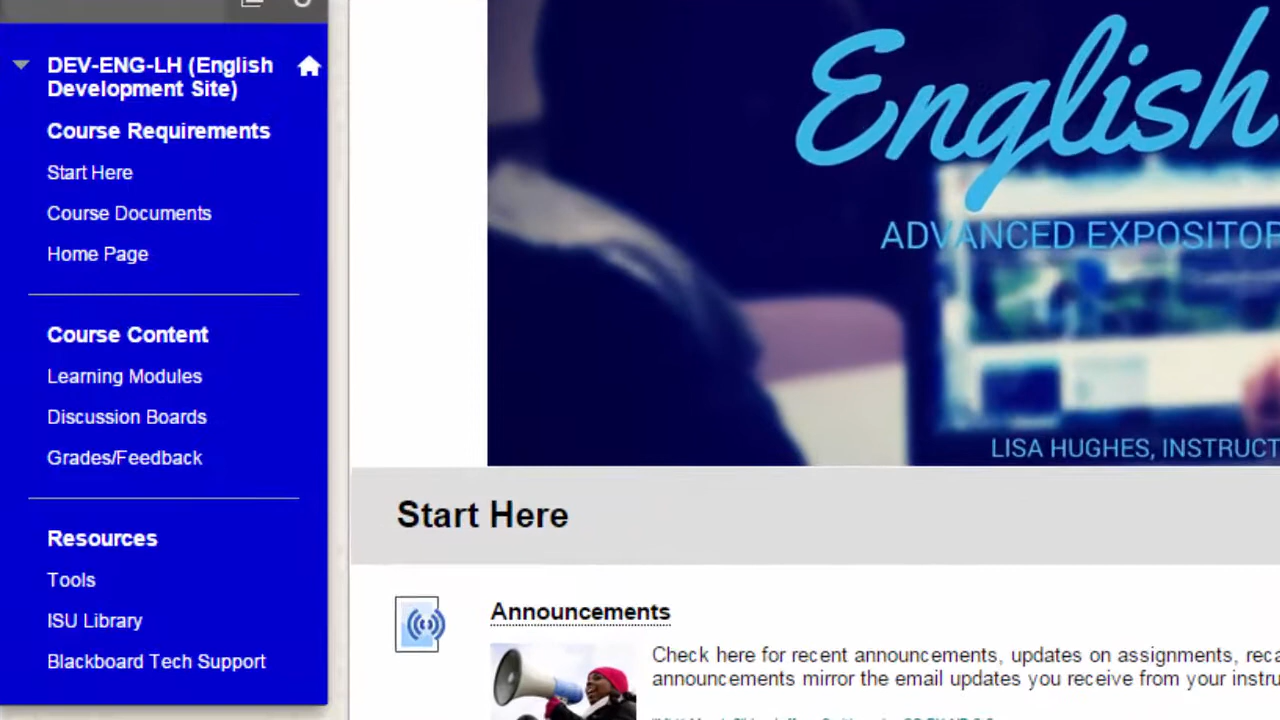 DEV-ENG-LH (English
Development Site)
Course Requirements
Start Here
Course Documents
Home Page
Course Content
Learning Modules
Discussion Boards
Grades/Feedback
Resources
Tools
ISU Library
Blackboard Tech Support
English
ADVANCED EXPOSITOR
LISA HUGHES, INSTRUCT
Start Here
Announcements
Check here for recent announcements, updates on assignments, reca
announcements mirror the email updates you receive from your instru